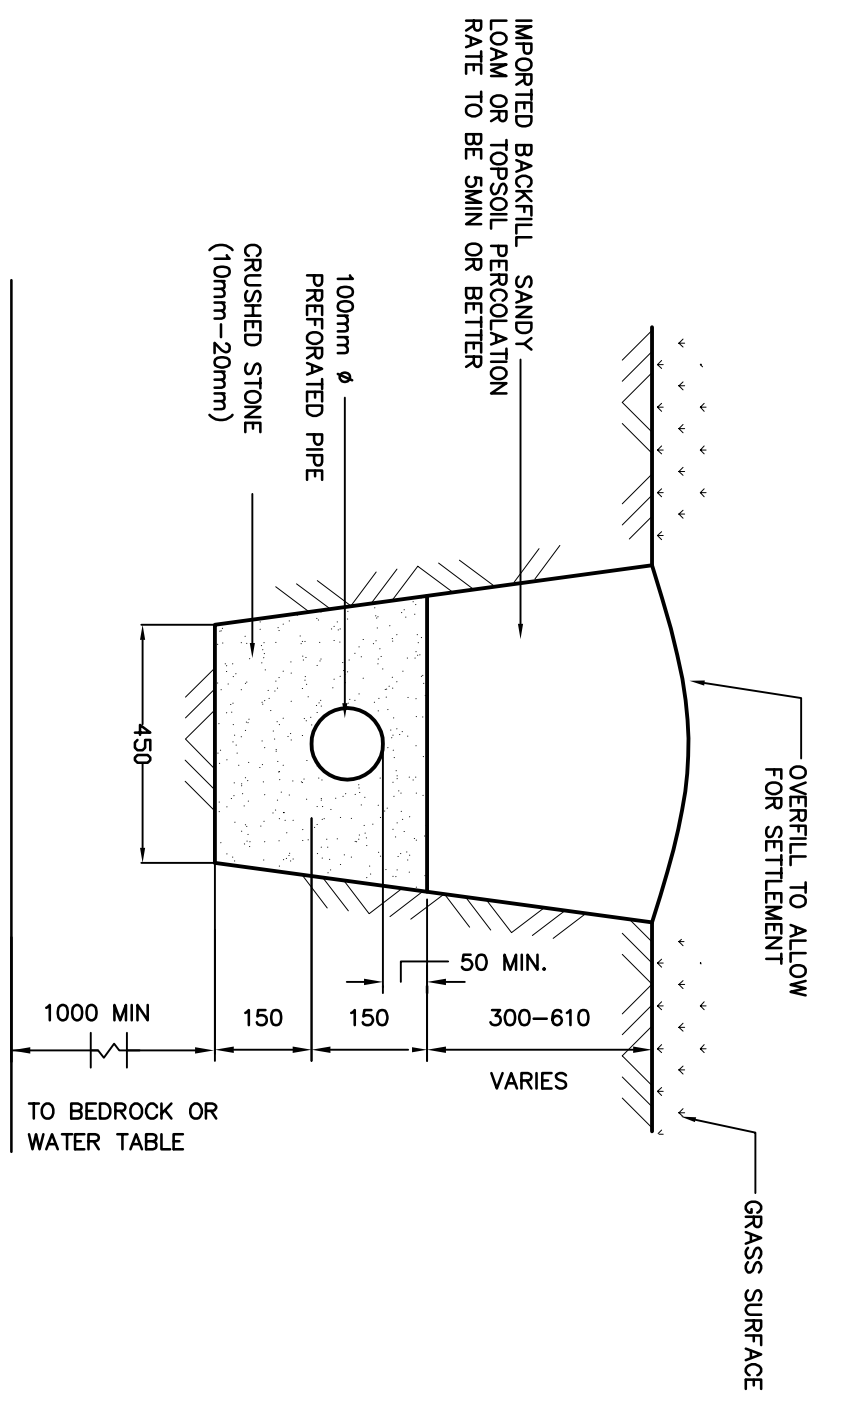 IMPORTED BACKFILL SANDY
LOAM OR TOPSOIL PERCOLATION
RATE TO BE 5MIN OR BETTER
100mm Ø
PREFORATED PIPE
CRUSHED STONE
(10mm-20mm)
OVERFILL TO ALLOW
FOR SETTLEMENT
GRASS SURFACE
450
50 MIN.
300-610
VARIES
150
150
1000 MIN
TO BEDROCK OR
WATER TABLE